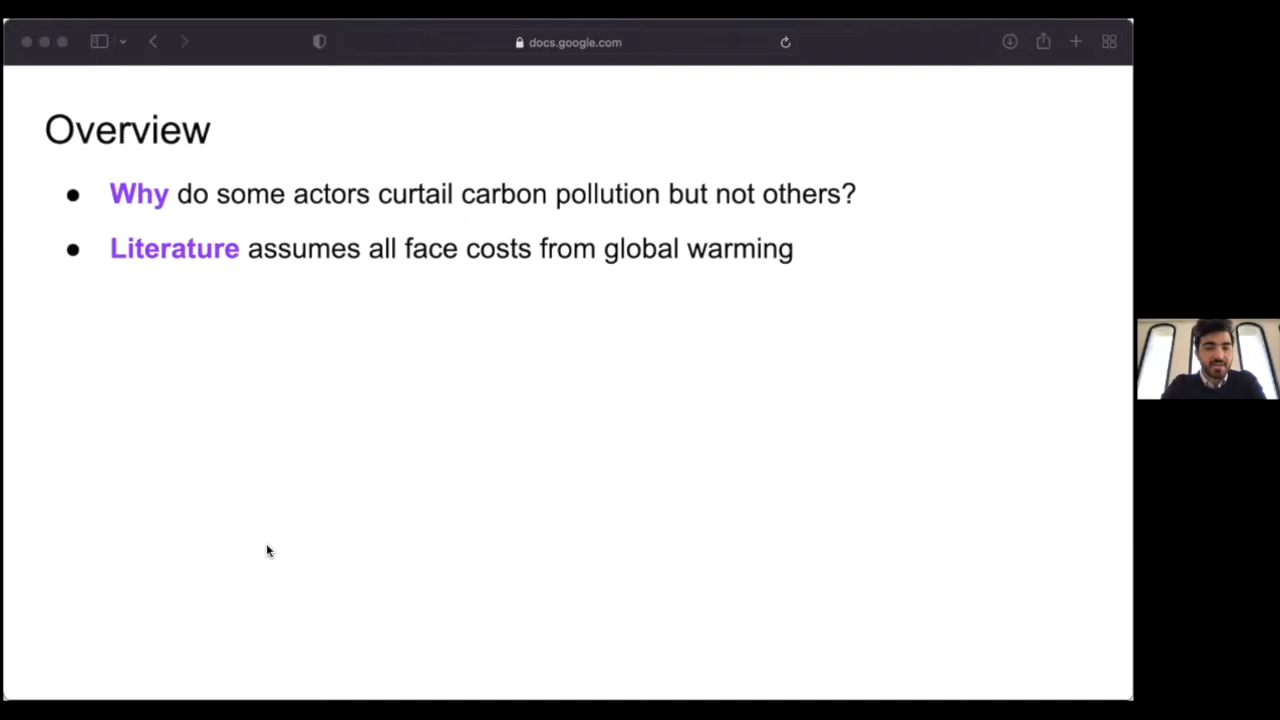 docs.google.com
Overview
● Why do some actors curtail carbon pollution but not others?
● Literature assumes all face costs from global warming